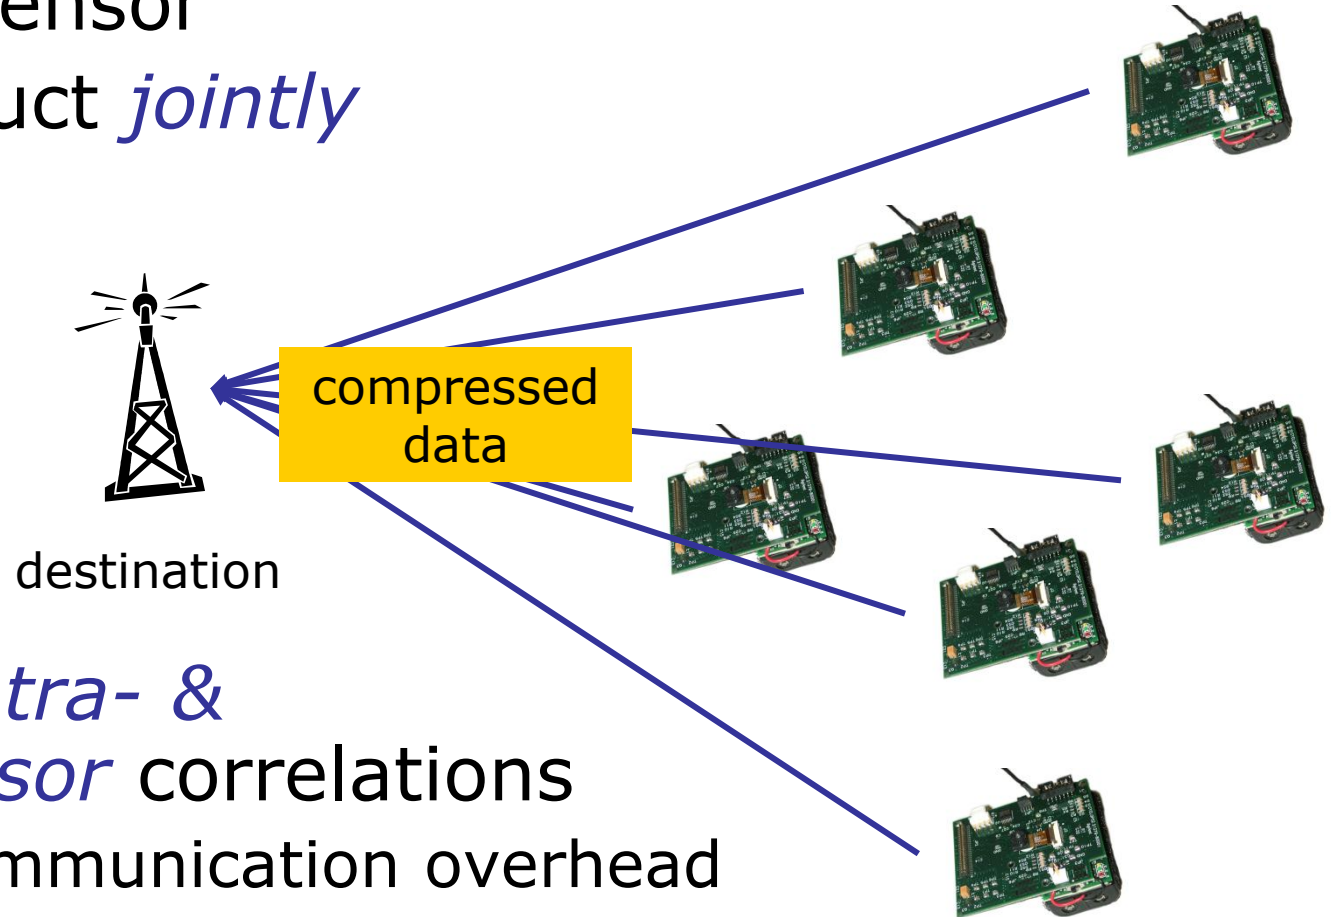 ensor
uct jointly
compressed
data
destination
tra- &
sor correlations
mmunication overhead